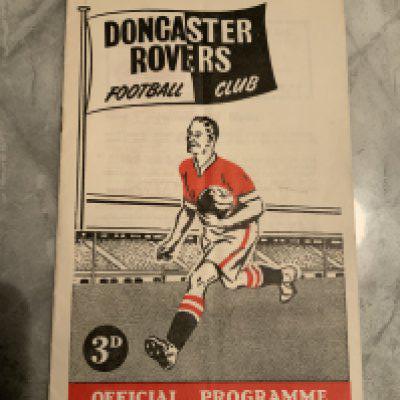 DONCASTER
ROVERS
FOOTBALL CLUB
3D
OFFICIAL PROGRAMME